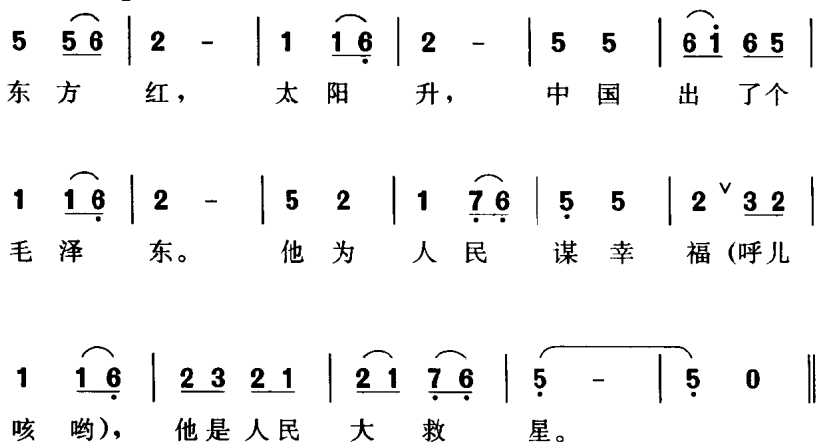 5 5 6 | 2 - | 1 1 6̣ | 2 - | 5 5 | 6 i̇ 6 5 |
东 方 红， 太 阳 升， 中 国 出 了个
1 1 6̣ | 2 - | 5 2 | 1 7̣ 6̣ | 5̣ 5 | 2 ∨ 3 2 |
毛 泽 东。 他 为 人 民 谋 幸 福 (呼儿
1 1 6̣ | 2 3 2 1 | 2 1 7̣ 6̣ | 5̣ - | 5̣ 0 ‖
咳 哟)， 他是人民 大 救 星。